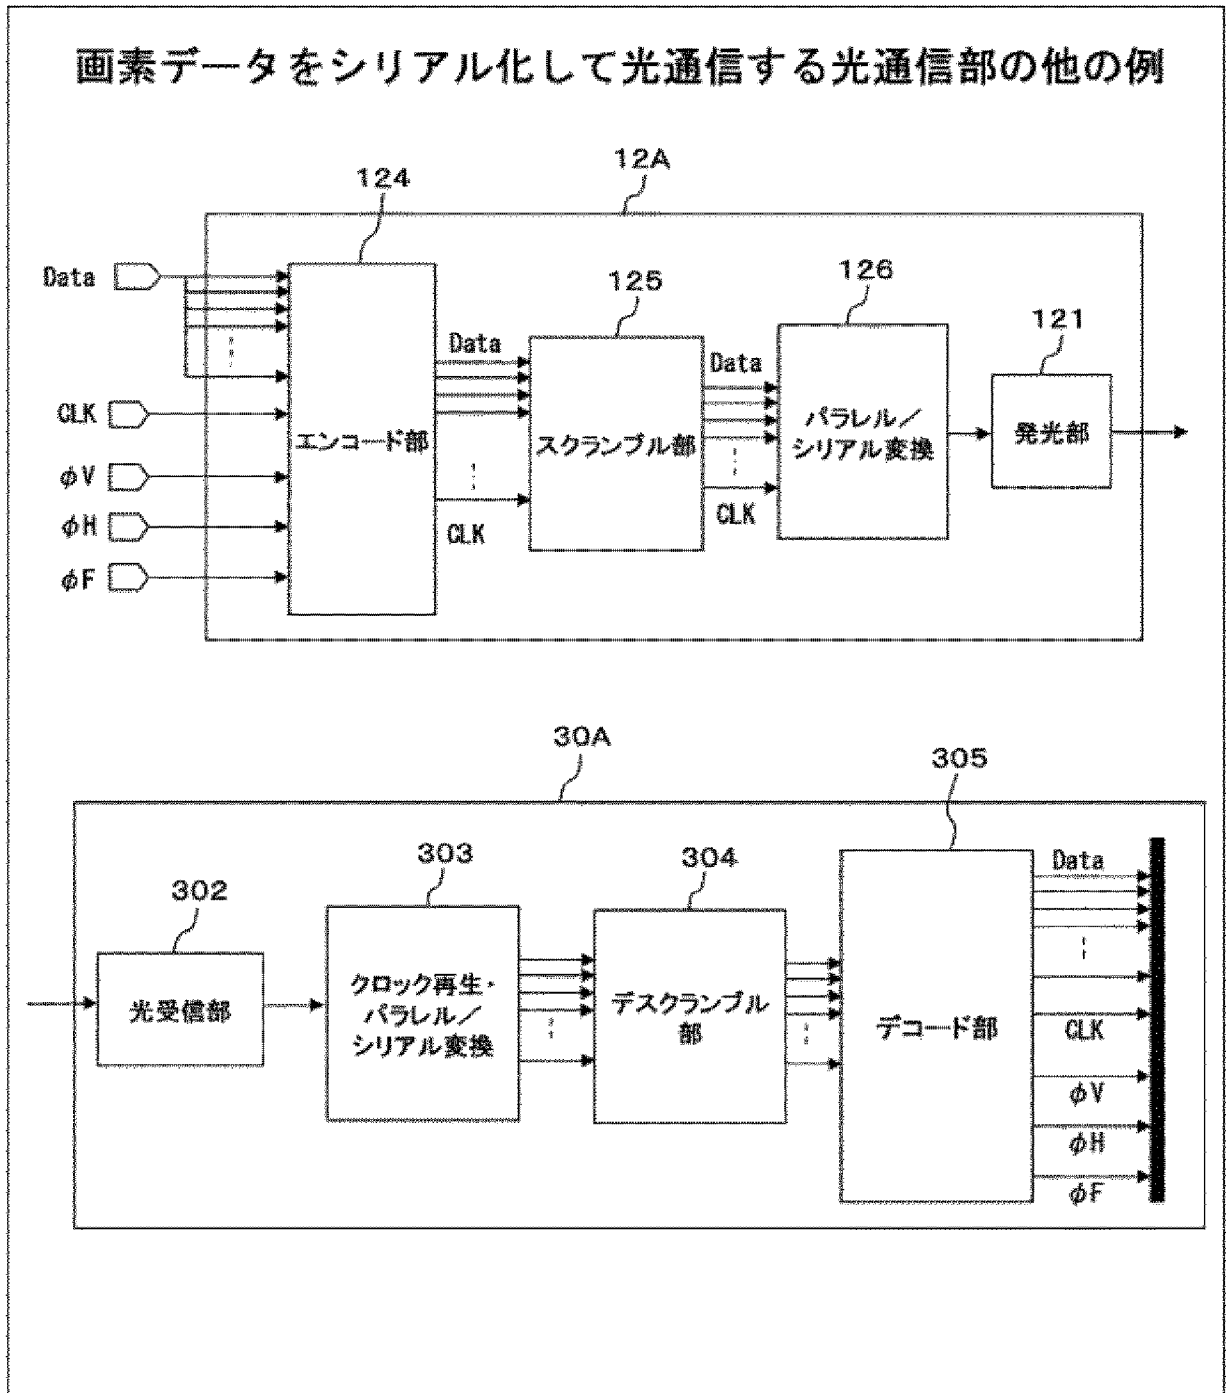 画素データをシリアル化して光通信する光通信部の他の例
12A
124
Data
125
126
121
Data
Data
CLK
エンコード部
スクランブル部
パラレル／
シリアル変換
発光部
φV
CLK
CLK
φH
φF
30A
305
303
304
302
Data
クロック再生・
パラレル／
シリアル変換
光受信部
デスクランブル
部
デコード部
CLK
φV
φH
φF